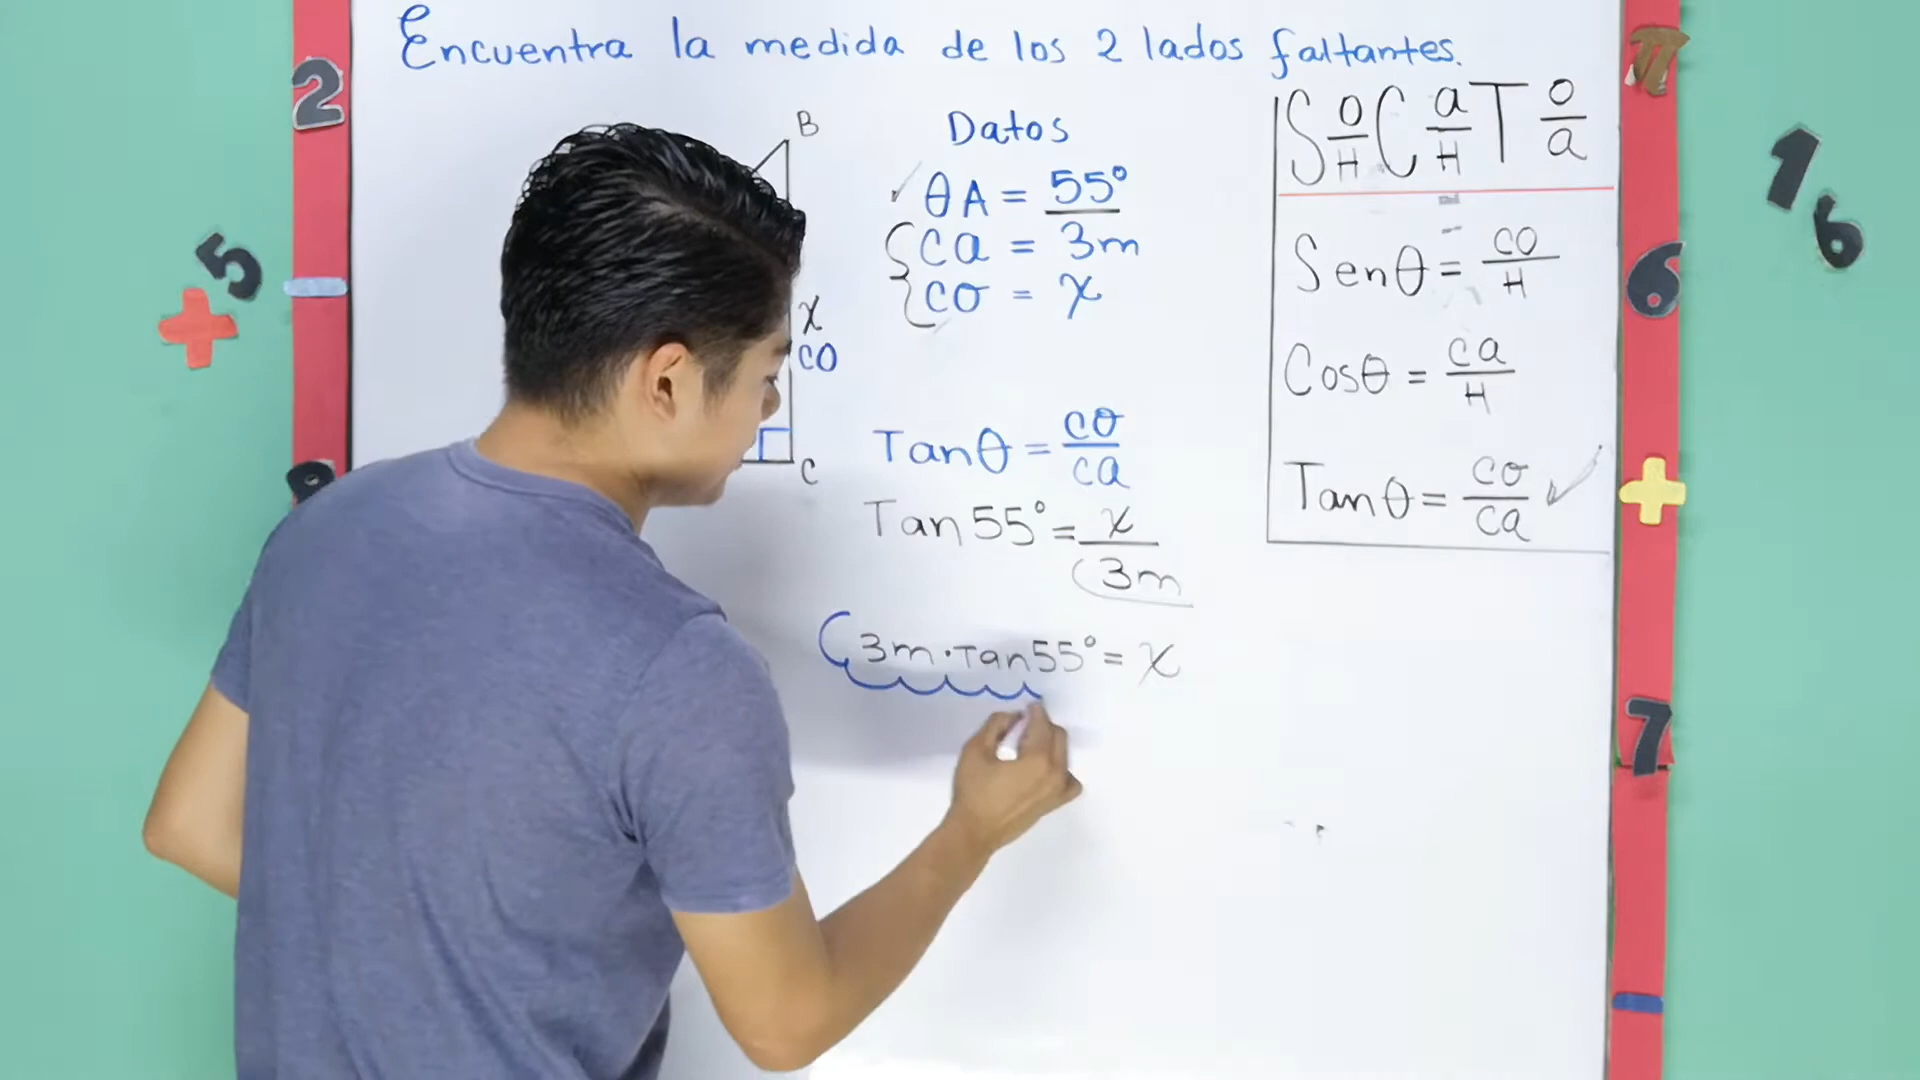 Encuentra la medida de los 2 lados faltantes.
B
X
CO
C
Datos
θA = 55°
ca = 3m
co = x
Tanθ = co/ca
Tan 55° = x/3m
3m·Tan55° = x
S O/H C a/H T o/a
Senθ = co/H
Cosθ = ca/H
Tanθ = co/ca
2
5
+
π
1
6
6
+
7